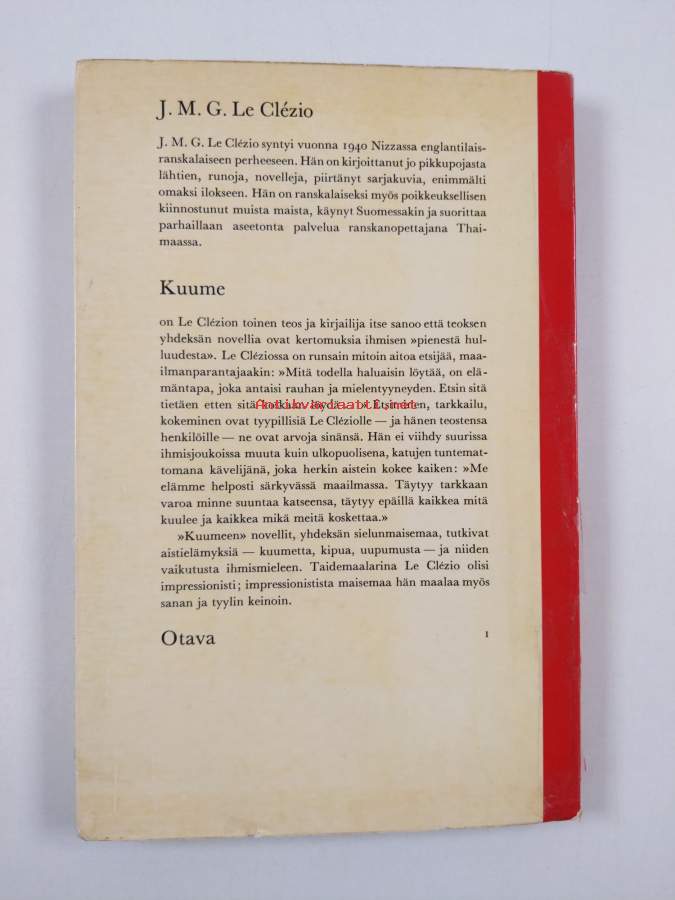 J. M. G. Le Clézio
J. M. G. Le Clézio syntyi vuonna 1940 Nizzassa englantilais-
ranskalaiseen perheeseen. Hän on kirjoittanut jo pikkupojasta
lähtien, runoja, novelleja, piirtänyt sarjakuvia, enimmälti
omaksi ilokseen. Hän on ranskalaiseksi myös poikkeuksellisen
kiinnostunut muista maista, käynyt Suomessakin ja suorittaa
parhaillaan aseetonta palvelua ranskanopettajana Thai-
maassa.
Kuume
on Le Clézion toinen teos ja kirjailija itse sanoo että teoksen
yhdeksän novellia ovat kertomuksia ihmisen »pienestä hul-
luudesta». Le Cléziossa on runsain mitoin aitoa etsijää, maa-
ilmanparantajaakin: »Mitä todella haluaisin löytää, on elä-
mäntapa, joka antaisi rauhan ja mielentyyneyden. Etsin sitä
tietäen etten sitä koskaan löydä Etsiminen, tarkkailu,
Antikvariaatti.net
kokeminen ovat tyypillisiä Le Cléziolle — ja hänen teostensa
henkilöille — ne ovat arvoja sinänsä. Hän ei viihdy suurissa
ihmisjoukoissa muuta kuin ulkopuolisena, katujen tuntemat-
tomana kävelijänä, joka herkin aistein kokee kaiken: »Me
elämme helposti särkyvässä maailmassa. Täytyy tarkkaan
varoa minne suuntaa katseensa, täytyy epäillä kaikkea mitä
kuulee ja kaikkea mikä meitä koskettaa.»
»Kuumeen» novellit, yhdeksän sielunmaisemaa, tutkivat
aistielämyksiä — kuumetta, kipua, uupumusta — ja niiden
vaikutusta ihmismieleen. Taidemaalarina Le Clézio olisi
impressionisti; impressionistista maisemaa hän maalaa myös
sanan ja tyylin keinoin.
Otava 1